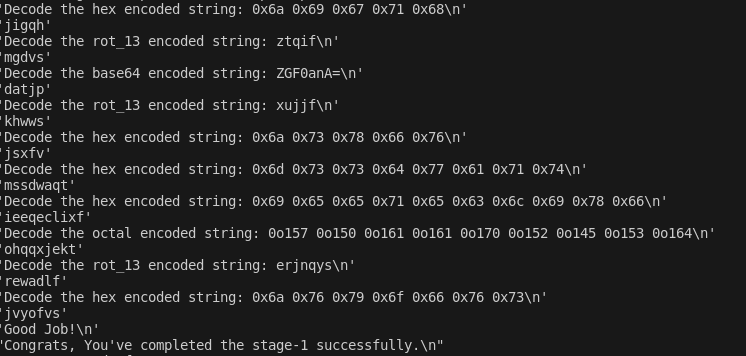 'Decode the hex encoded string: 0x6a 0x69 0x67 0x71 0x68\n'
'jigqh'
'Decode the rot_13 encoded string: ztqif\n'
'mgdvs'
'Decode the base64 encoded string: ZGF0anA=\n'
'datjp'
'Decode the rot_13 encoded string: xujjf\n'
'khwws'
'Decode the hex encoded string: 0x6a 0x73 0x78 0x66 0x76\n'
'jsxfv'
'Decode the hex encoded string: 0x6d 0x73 0x73 0x64 0x77 0x61 0x71 0x74\n'
'mssdwaqt'
'Decode the hex encoded string: 0x69 0x65 0x65 0x71 0x65 0x63 0x6c 0x69 0x78 0x66\n'
'ieeqeclixf'
'Decode the octal encoded string: 0o157 0o150 0o161 0o161 0o170 0o152 0o145 0o153 0o164\n'
'ohqqxjekt'
'Decode the rot_13 encoded string: erjnqys\n'
'rewadlf'
'Decode the hex encoded string: 0x6a 0x76 0x79 0x6f 0x66 0x76 0x73\n'
'jvyofvs'
'Good Job!\n'
"Congrats, You've completed the stage-1 successfully.\n"